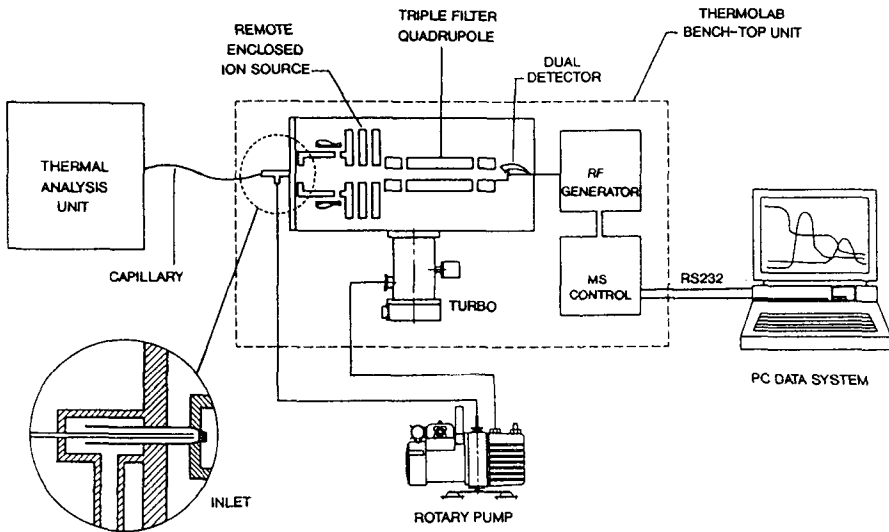 THERMOLAB
BENCH-TOP UNIT
TRIPLE FILTER
QUADRUPOLE
REMOTE
ENCLOSED
ION SOURCE
DUAL
DETECTOR
THERMAL
ANALYSIS
UNIT
RF
GENERATOR
CAPILLARY
MS
CONTROL
RS232
TURBO
PC DATA SYSTEM
INLET
ROTARY PUMP